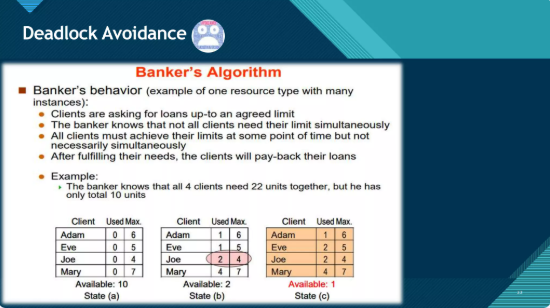 Deadlock Avoidance
Banker's Algorithm
Banker's behavior (example of one resource type with many
instances):
Clients are asking for loans up-to an agreed limit
The banker knows that not all clients need their limit simultaneously
All clients must achieve their limits at some point of time but not
necessarily simultaneously
After fulfilling their needs, the clients will pay-back their loans
Example:
The banker knows that all 4 clients need 22 units together, but he has
only total 10 units
Client Used Max.
Adam 0 6
Eve 0 5
Joe 0 4
Mary 0 7
Available: 10
State (a)
Client Used Max.
Adam 1 6
Eve 1 5
Joe 2 4
Mary 4 7
Available: 2
State (b)
Client Used Max.
Adam 1 6
Eve 2 5
Joe 2 4
Mary 4 7
Available: 1
State (c)